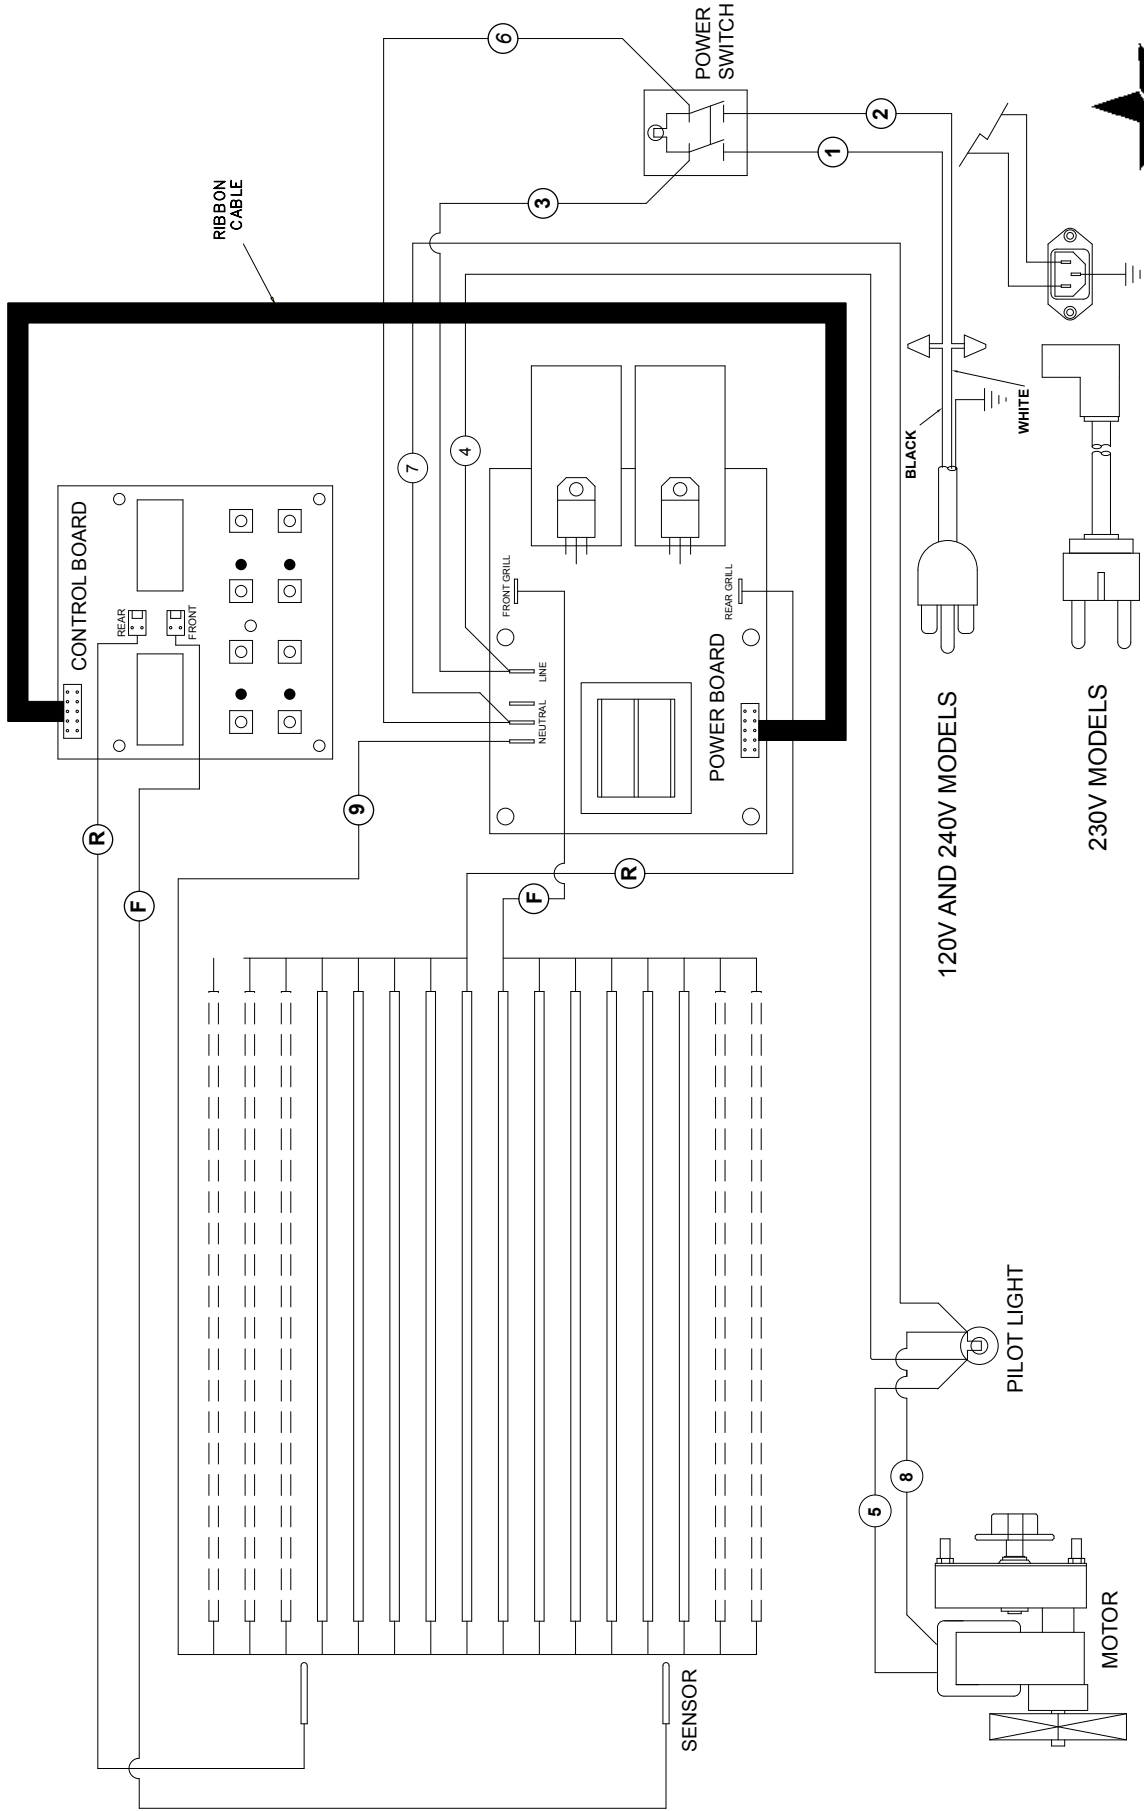 RIBBON
CABLE
6
POWER
SWITCH
3
2
1
7
4
CONTROL BOARD
REAR
FRONT
FRONT GRILL
REAR GRILL
LINE
NEUTRAL
POWER BOARD
BLACK
WHITE
R
F
9
R
F
120V AND 240V MODELS
230V MODELS
PILOT LIGHT
5
8
MOTOR
SENSOR